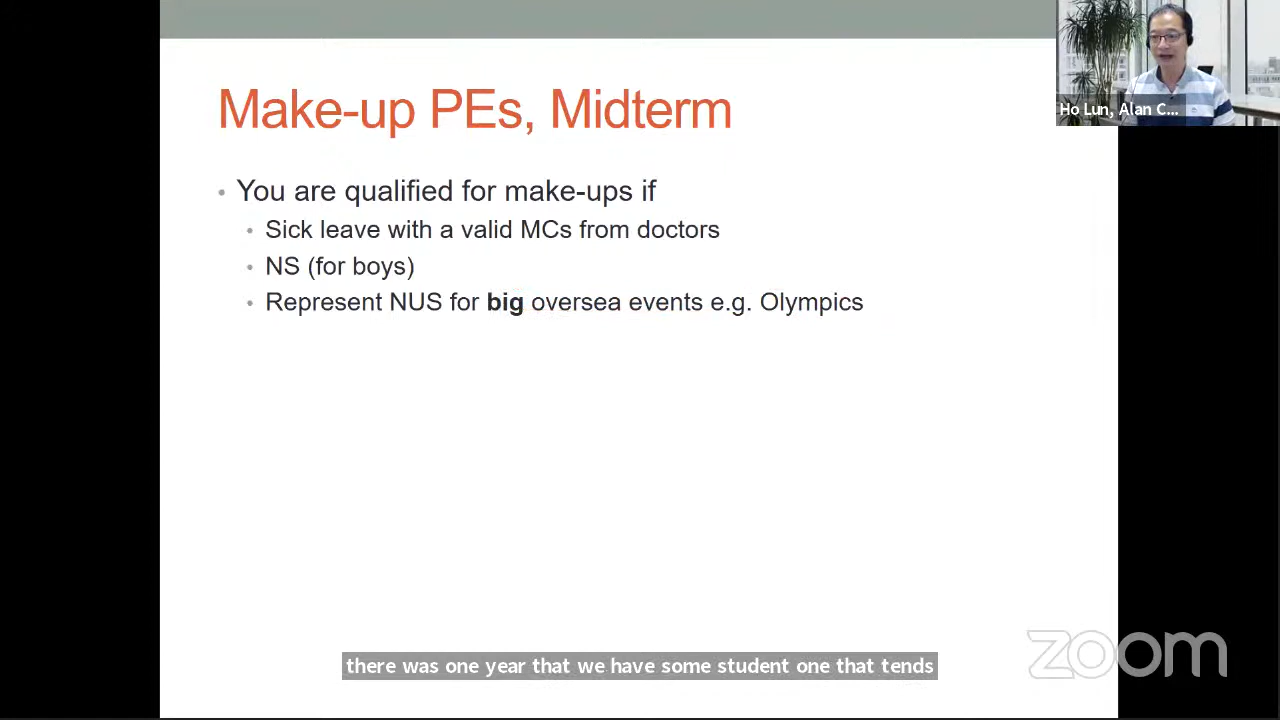 Ho Lun, Alan C...
Make-up PEs, Midterm
• You are qualified for make-ups if
• Sick leave with a valid MCs from doctors
• NS (for boys)
• Represent NUS for big oversea events e.g. Olympics
there was one year that we have some student one that tends
zoom